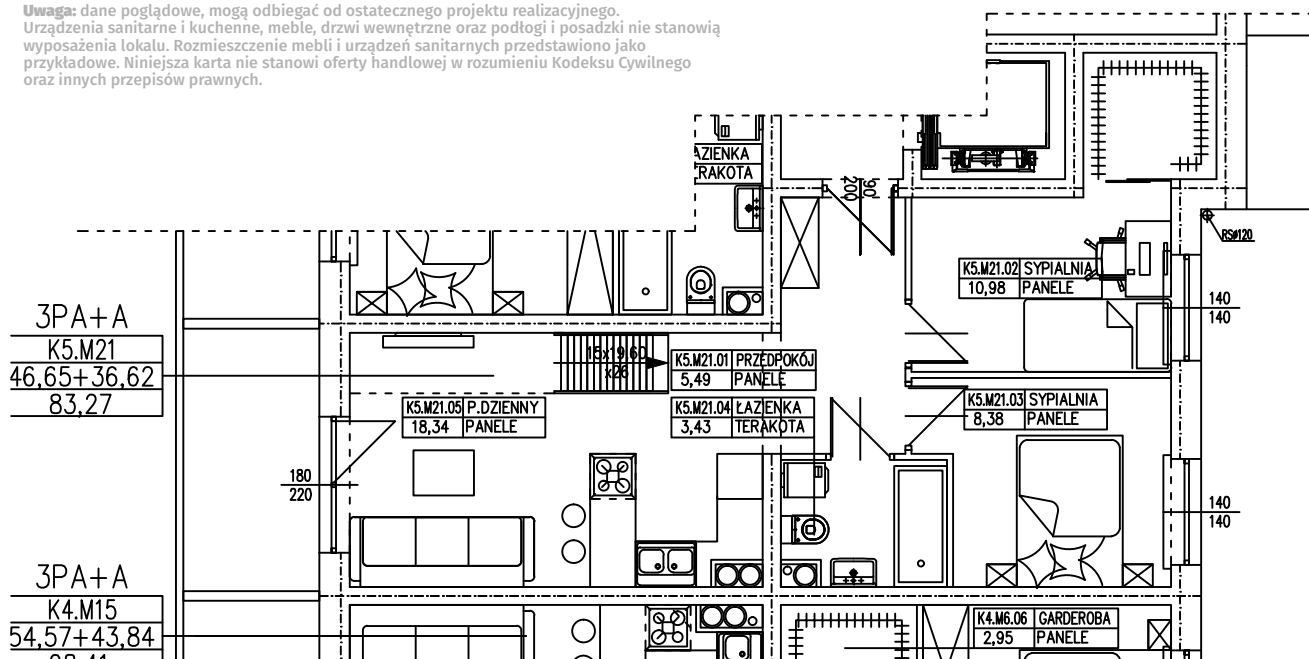 Uwaga: dane poglądowe, mogą odbiegać od ostatecznego projektu realizacyjnego.
Urządzenia sanitarne i kuchenne, meble, drzwi wewnętrzne oraz podłogi i posadzki nie stanowią
wyposażenia lokalu. Rozmieszczenie mebli i urządzeń sanitarnych przedstawiono jako
przykładowe. Niniejsza karta nie stanowi oferty handlowej w rozumieniu Kodeksu Cywilnego
oraz innych przepisów prawnych.
AZIENKA
RAKOTA
90
200
RSø120
K5.M21.02 SYPIALNIA
10,98 PANELE
140
140
3PA+A
K5.M21
46,65+36,62
83,27
15x19,60
x26
K5.M21.01 PRZEDPOKÓJ
5,49 PANELE
K5.M21.05 P.DZIENNY
18,34 PANELE
K5.M21.04 ŁAZIENKA
3,43 TERAKOTA
K5.M21.03 SYPIALNIA
8,38 PANELE
180
220
140
140
3PA+A
K4.M15
54,57+43,84
K4.M6.06 GARDEROBA
2,95 PANELE